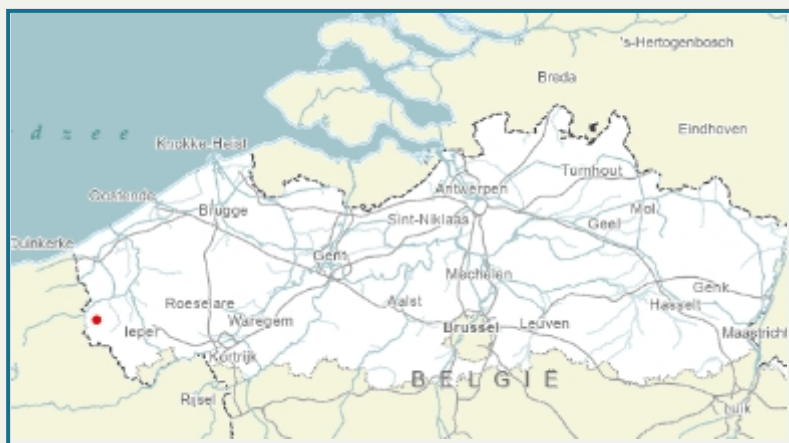 's-Hertogenbosch
Breda
d z e e
Eindhoven
Knokke-Heist
Turnhout
Oostende
Antwerpen
Brugge
Mol
Sint-Niklaas
Geel
Duinkerke
Gent
Mechelen
Genk
Roeselare
Aalst
Hasselt
Ieper
Waregem
Brussel
Leuven
Maastricht
Kortrijk
BELGIË
Rijsel
Luik